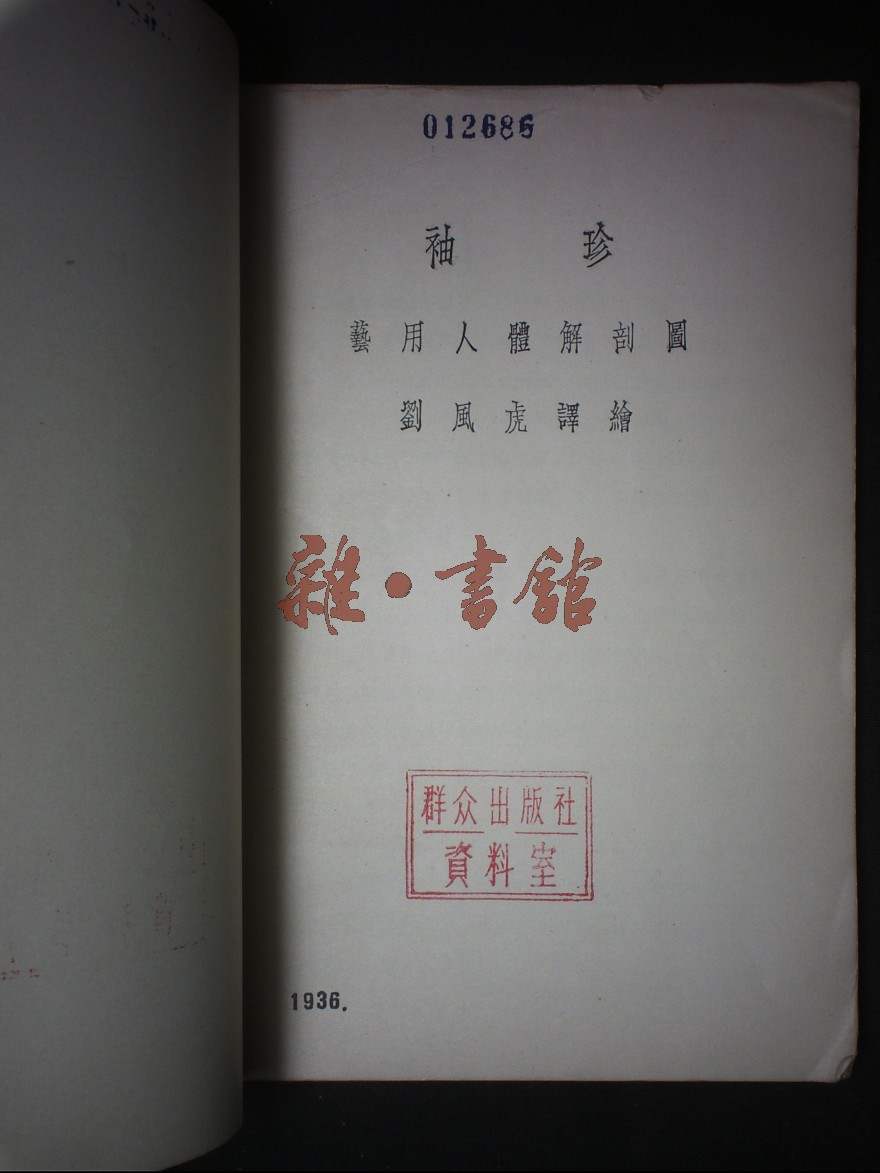 012686
袖珍
藝用人體解剖圖
劉風虎譯繪
雜·書館
群众出版社
資料室
1936.